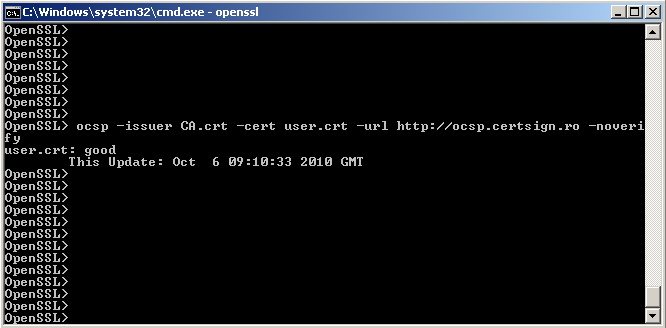 C:\Windows\system32\cmd.exe - openssl
OpenSSL>
OpenSSL>
OpenSSL>
OpenSSL>
OpenSSL>
OpenSSL>
OpenSSL>
OpenSSL>
OpenSSL> ocsp -issuer CA.crt -cert user.crt -url http://ocsp.certsign.ro -noveri
fy
user.crt: good
        This Update: Oct  6 09:10:33 2010 GMT
OpenSSL>
OpenSSL>
OpenSSL>
OpenSSL>
OpenSSL>
OpenSSL>
OpenSSL>
OpenSSL>
OpenSSL>
OpenSSL>
OpenSSL>
OpenSSL>
OpenSSL>